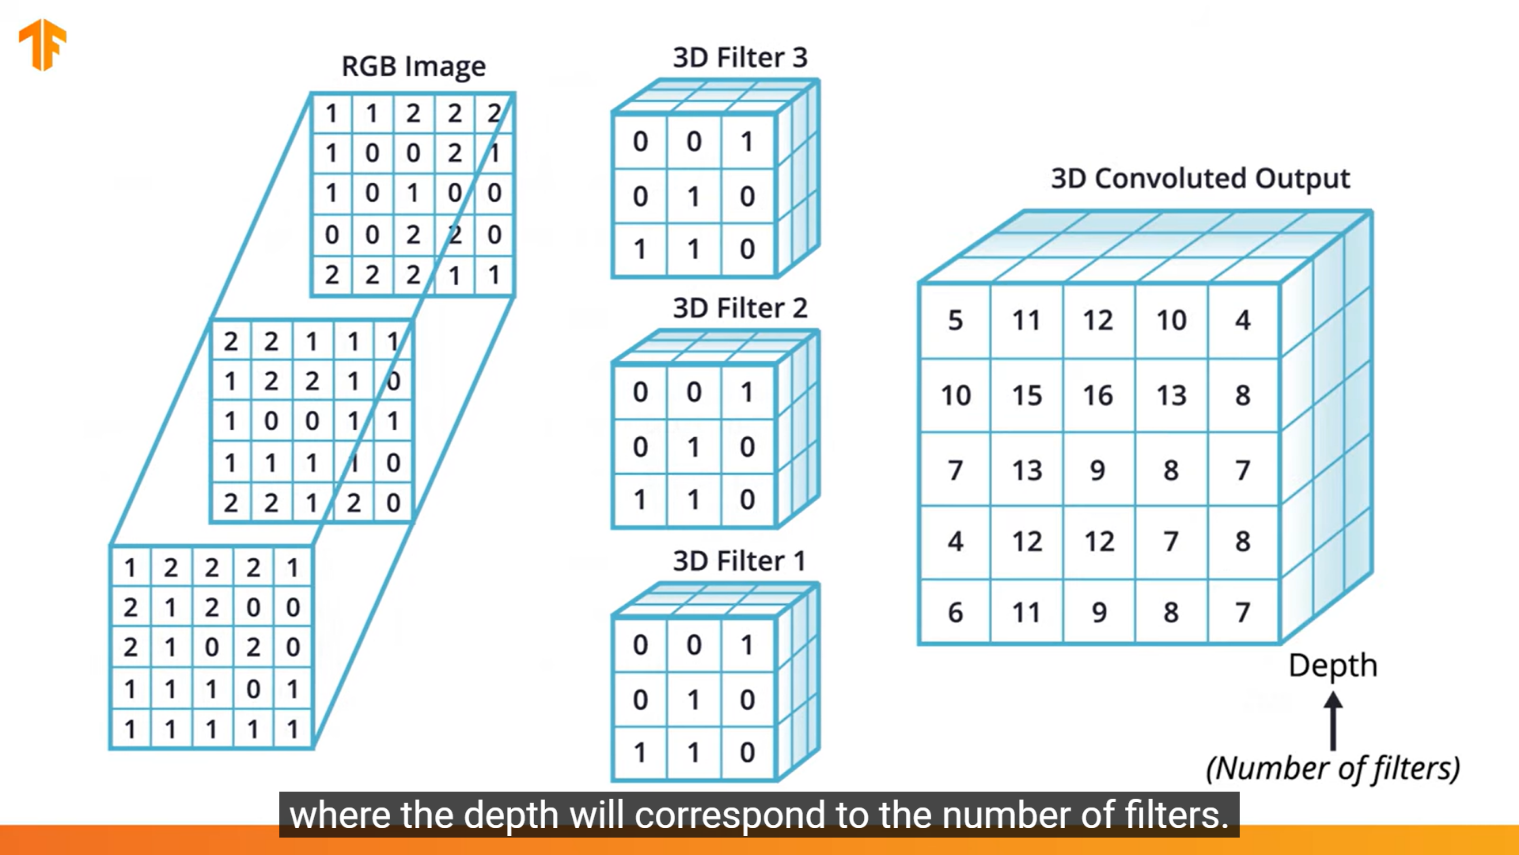 RGB Image
1 1 2 2 2
1 0 0 2 1
1 0 1 0 0
0 0 2 2 0
2 2 2 1 1
2 2 1 1 1
1 2 2 1 0
1 0 0 1 1
1 1 1 1 0
2 2 1 2 0
1 2 2 2 1
2 1 2 0 0
2 1 0 2 0
1 1 1 0 1
1 1 1 1 1
3D Filter 3
0 0 1
0 1 0
1 1 0
3D Filter 2
0 0 1
0 1 0
1 1 0
3D Filter 1
0 0 1
0 1 0
1 1 0
3D Convoluted Output
5 11 12 10 4
10 15 16 13 8
7 13 9 8 7
4 12 12 7 8
6 11 9 8 7
Depth
(Number of filters)
where the depth will correspond to the number of filters.